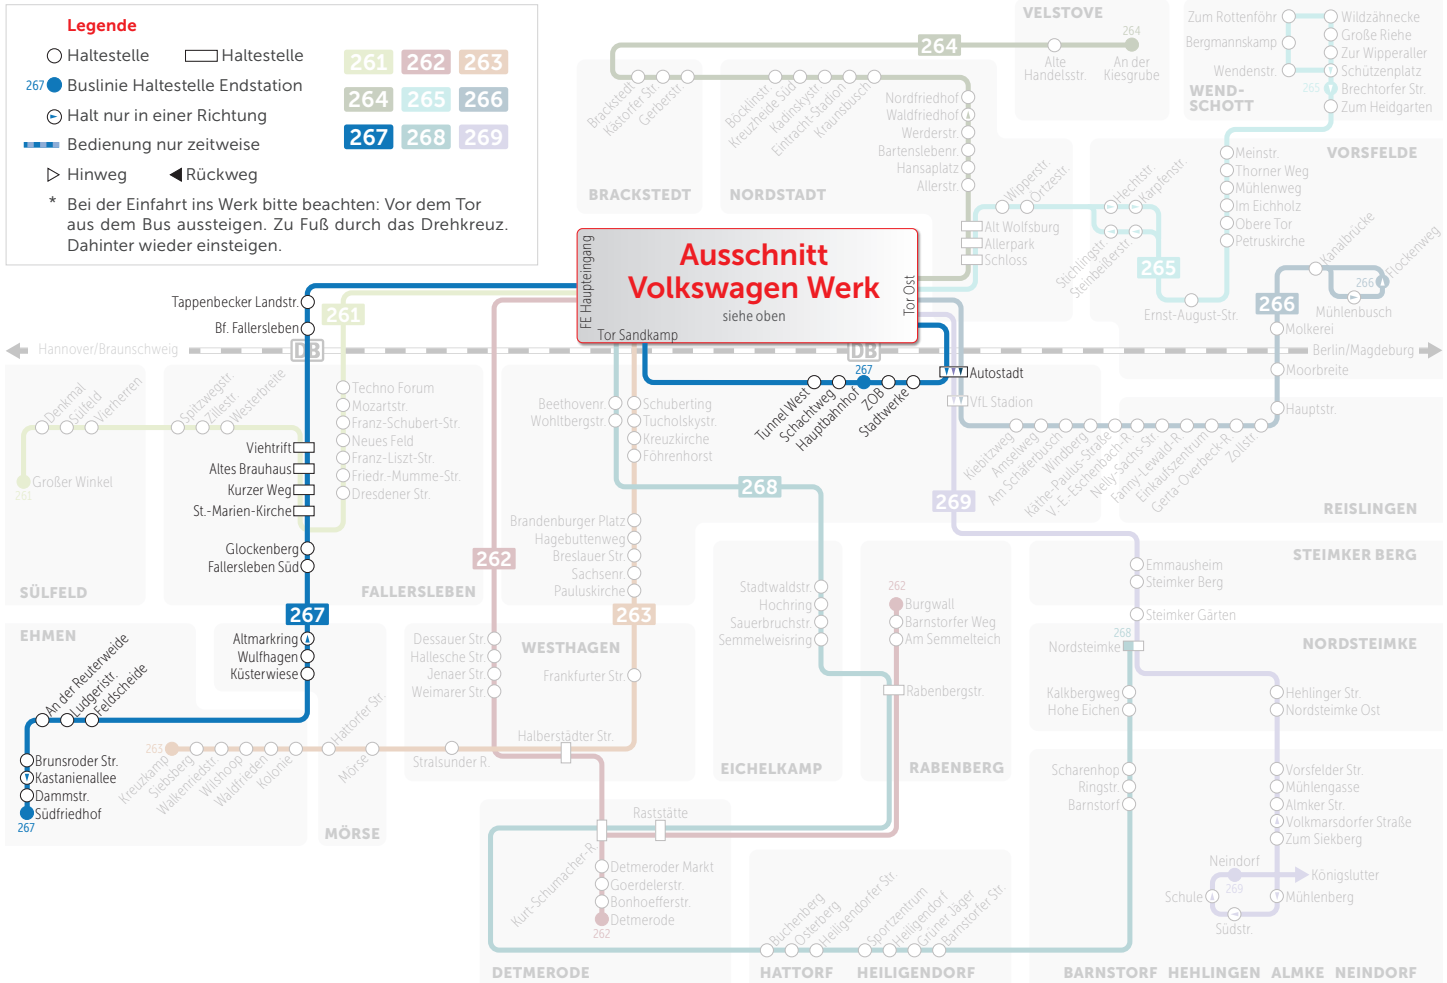 Legende
Haltestelle
Haltestelle
267 Buslinie Haltestelle Endstation
Halt nur in einer Richtung
Bedienung nur zeitweise
Hinweg
Rückweg
* Bei der Einfahrt ins Werk bitte beachten: Vor dem Tor
aus dem Bus aussteigen. Zu Fuß durch das Drehkreuz.
Dahinter wieder einsteigen.
261 262 263
264 265 266
267 268 269
VELSTOVE
264
264
Alte
Handelsstr.
An der
Kiesgrube
Zum Rottenföhr
Bergmannskamp
Wendenstr.
WEND-
SCHOTT
Wildzähnecke
Große Riehe
Zur Wipperaller
Schützenplatz
265
Brechtorfer Str.
Zum Heidgarten
Brackstedt
Kästorfer Str.
Gerberstr.
BRACKSTEDT
Böcklinstr.
Kreuzheide Süd
Kadinskystr.
Eintracht-Stadion
Kraunsbusch
NORDSTADT
Nordfriedhof
Waldfriedhof
Werderstr.
Bartenslebenr.
Hansaplatz
Allerstr.
Alt Wolfsburg
Allerpark
Schloss
Wipperstr.
Ortzestr.
Hechtstr.
Karpfenstr.
Stichlingstr.
Steinbeißerstr.
265
Ernst-August-Str.
VORSFELDE
Meinstr.
Thorner Weg
Mühlenweg
Im Eichholz
Obere Tor
Petruskirche
Kanalbrücke
Flockenweg
266
Mühlenbusch
266
Molkerei
Moorbreite
Hauptstr.
Ausschnitt
Volkswagen Werk
siehe oben
FE Haupteingang
Tor Sandkamp
Tor Ost
Tappenbecker Landstr.
Bf. Fallersleben
261
Hannover/Braunschweig
DB
DB
Berlin/Magdeburg
Denkmal
Sülfeld
Vierherren
Spitzwegstr.
Zillestr.
Westerbreite
Großer Winkel
261
SÜLFELD
Viehtrift
Altes Brauhaus
Kurzer Weg
St.-Marien-Kirche
Glockenberg
Fallersleben Süd
Techno Forum
Mozartstr.
Franz-Schubert-Str.
Neues Feld
Franz-Liszt-Str.
Friedr.-Mumme-Str.
Dresdener Str.
FALLERSLEBEN
Beethovenr.
Wohltbergstr.
Schuberting
Tucholskystr.
Kreuzkirche
Föhrenhorst
267
Tunnel West
Schachtweg
Hauptbahnhof
ZOB
Stadtwerke
Autostadt
VfL Stadion
Kiebitzweg
Amselweg
Am Schäferbusch
Windberg
Käthe-Paulus-Straße
V.-E.-Eschenbach-R.
Nelly-Sachs-Str.
Fanny-Lewald-R.
Einkaufszentrum
Gerta-Overbeck-R.
Zollstr.
REISLINGEN
268
269
262
Brandenburger Platz
Hagebuttenweg
Breslauer Str.
Sachsenr.
Pauluskirche
263
Stadtwaldstr.
Hochring
Sauerbruchstr.
Semmelweisring
EICHELKAMP
262
Burgwall
Barnstorfer Weg
Am Semmelteich
Rabenbergstr.
RABENBERG
STEIMKER BERG
Emmausheim
Steimker Berg
Steimker Gärten
268
Nordsteimke
NORDSTEIMKE
Kalkbergweg
Hohe Eichen
Hehlinger Str.
Nordsteimke Ost
EHMEN
267
Altmarkring
Wulfhagen
Küsterwiese
An der Reuterweide
Ludgeristr.
Feldscheide
Brunsroder Str.
Kastanienallee
Dammstr.
Südfriedhof
267
263
Kreuzkamp
Siebsberg
Walkenriedstr.
Witshoop
Waldfrieden
Kolonie
Hattorfer Str.
Mörse
MÖRSE
Dessauer Str.
Hallesche Str.
Jenaer Str.
Weimarer Str.
WESTHAGEN
Frankfurter Str.
Halberstädter Str.
Stralsunder R.
Raststätte
Kurt-Schumacher-R.
Detmeroder Markt
Goerdelerstr.
Bonhoefferstr.
Detmerode
262
DETMERODE
Buchenberg
Osterberg
Heiligendorfer Str.
Sportzentrum
Heiligendorf
Grüner Jäger
Barnstorfer Str.
HATTORF
HEILIGENDORF
Scharenhop
Ringstr.
Barnstorf
Vorsfelder Str.
Mühlengasse
Almker Str.
Volkmarsdorfer Straße
Zum Siekberg
Neindorf
269
Königslutter
Schule
Südstr.
Mühlenberg
BARNSTORF HEHLINGEN ALMKE NEINDORF